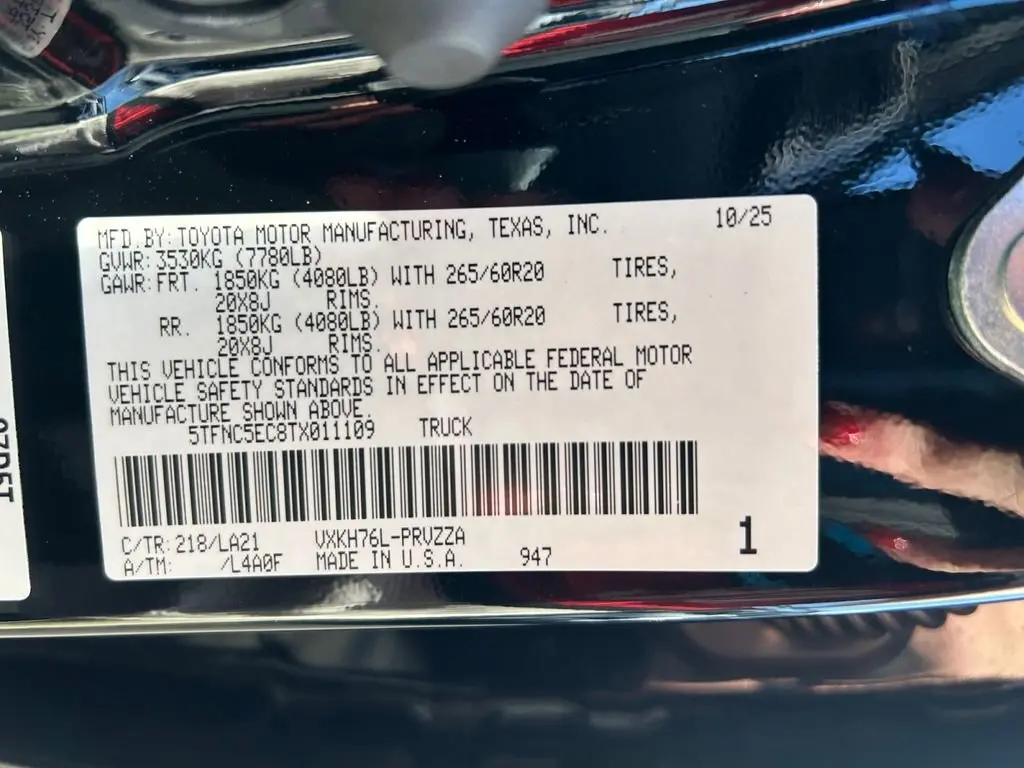 MFD.BY: TOYOTA MOTOR MANUFACTURING, TEXAS, INC. 10/25
GVWR: 3530KG (7780LB)
GAWR: FRT. 1850KG (4080LB) WITH 265/60R20 TIRES,
20X8J RIMS.
RR. 1850KG (4080LB) WITH 265/60R20 TIRES,
20X8J RIMS.
THIS VEHICLE CONFORMS TO ALL APPLICABLE FEDERAL MOTOR
VEHICLE SAFETY STANDARDS IN EFFECT ON THE DATE OF
MANUFACTURE SHOWN ABOVE.
5TFNC5EC8TX011109 TRUCK
C/TR: 218/LA21 VXKH76L-PRVZZA
A/TM: /L4A0F MADE IN U.S.A. 947
1